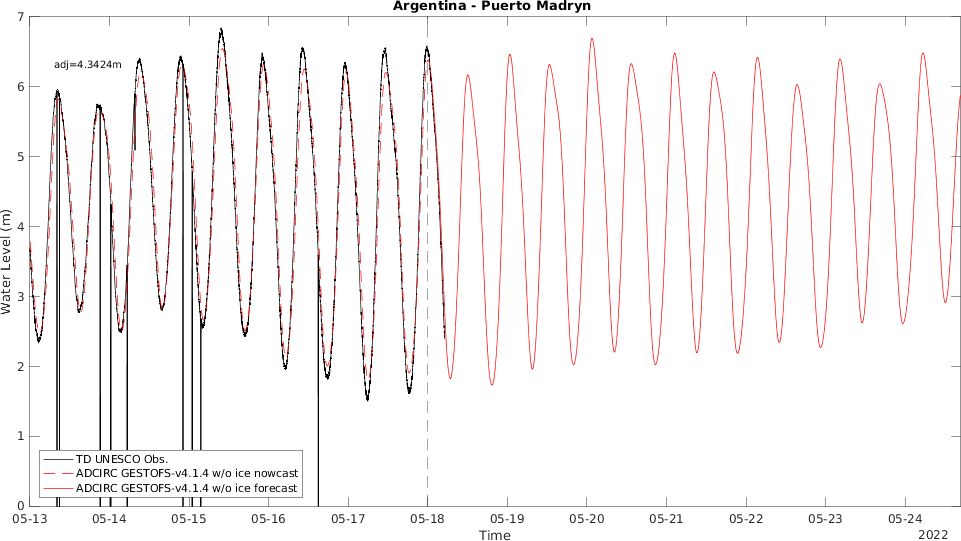 Argentina - Puerto Madryn
7
adj=4.3424m
6
5
4
3
2
1
0
Water Level (m)
TD UNESCO Obs.
ADCIRC GESTOFS-v4.1.4 w/o ice nowcast
ADCIRC GESTOFS-v4.1.4 w/o ice forecast
05-13 05-14 05-15 05-16 05-17 05-18 05-19 05-20 05-21 05-22 05-23 05-24
Time
2022